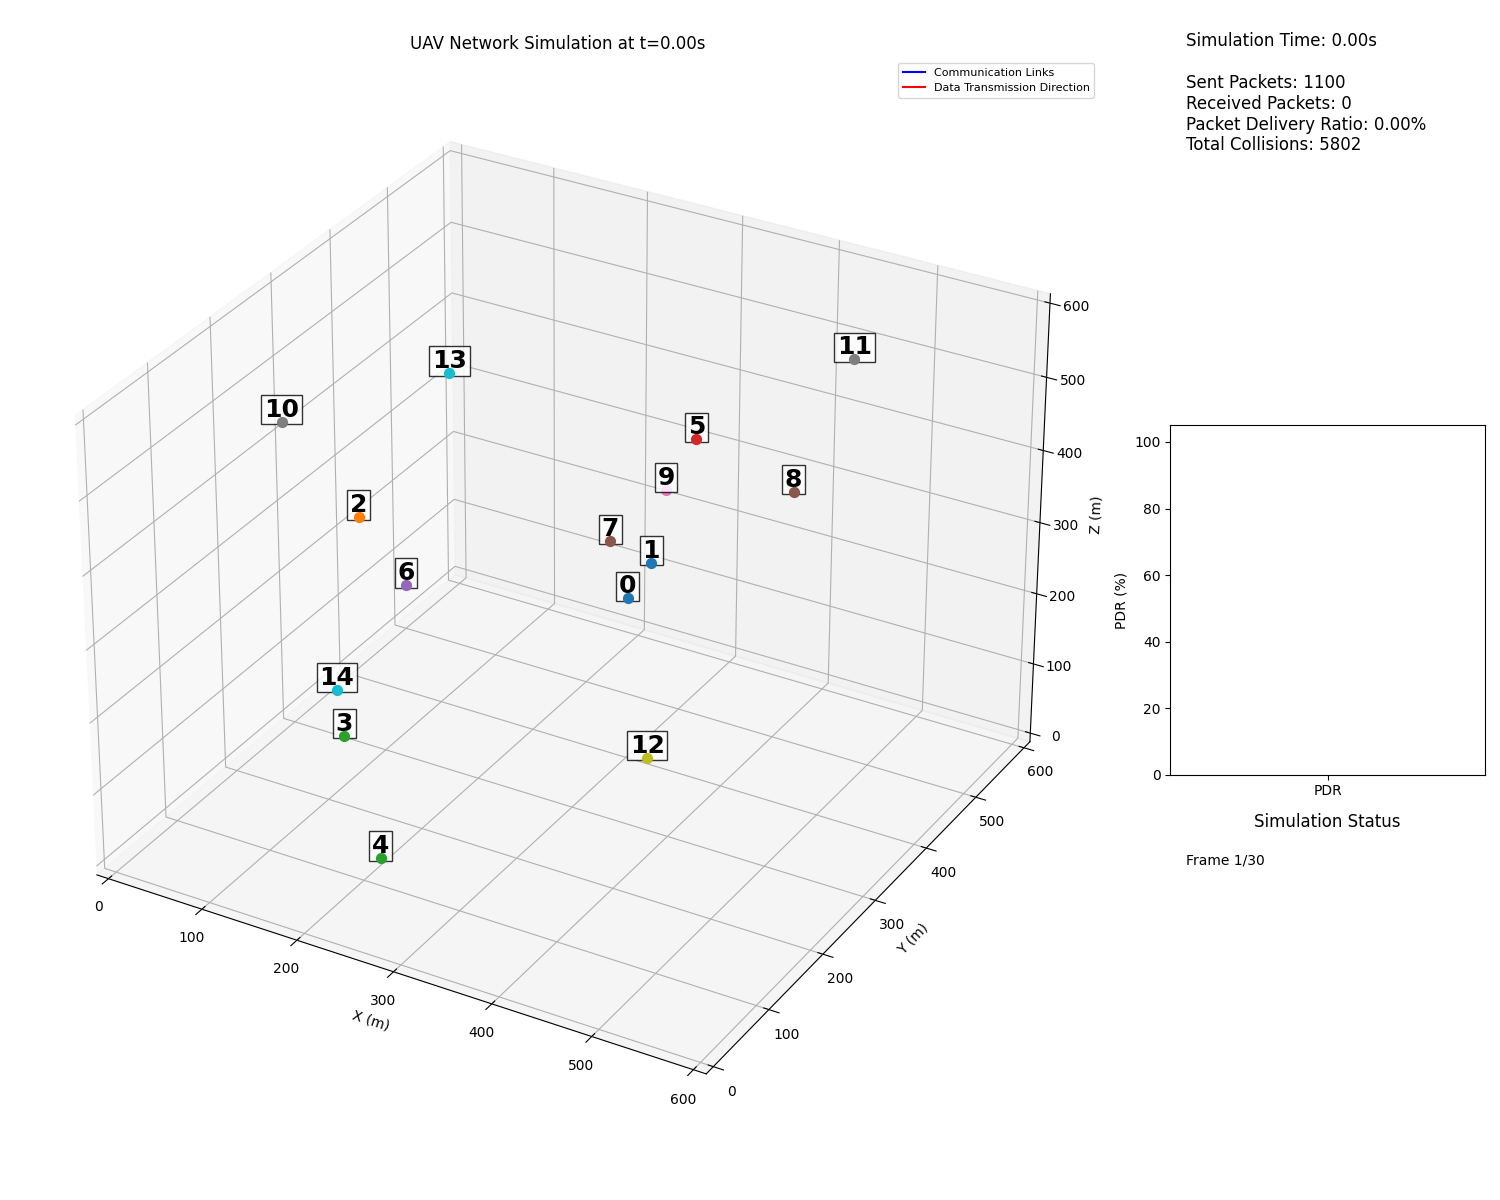 UAV Network Simulation at t=0.00s
Communication Links
Data Transmission Direction
Simulation Time: 0.00s
Sent Packets: 1100
Received Packets: 0
Packet Delivery Ratio: 0.00%
Total Collisions: 5802
13
11
10
5
9
8
2
7
1
6
0
14
3
12
4
600
500
400
300
200
100
0
Z (m)
0
100
200
300
400
500
600
X (m)
0
100
200
300
400
500
600
Y (m)
100
80
60
40
20
0
PDR (%)
PDR
Simulation Status
Frame 1/30